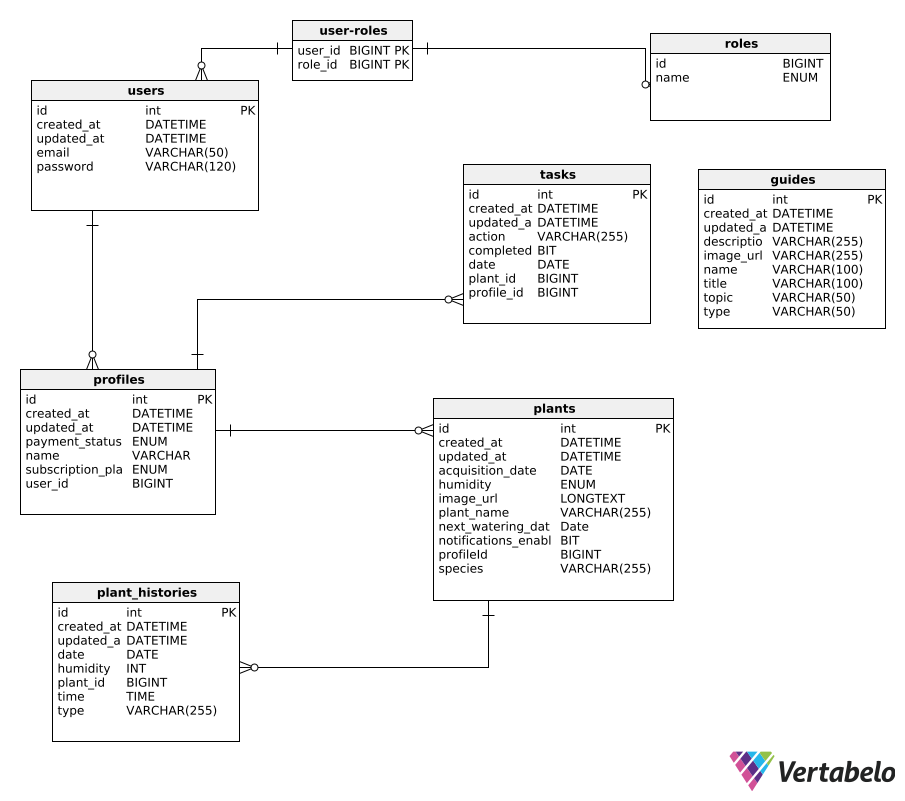 user-roles
user_id BIGINT PK
role_id BIGINT PK
roles
id BIGINT
name ENUM
users
id int PK
created_at DATETIME
updated_at DATETIME
email VARCHAR(50)
password VARCHAR(120)
tasks
id int PK
created_at DATETIME
updated_a DATETIME
action VARCHAR(255)
completed BIT
date DATE
plant_id BIGINT
profile_id BIGINT
guides
id int PK
created_at DATETIME
updated_a DATETIME
descriptio VARCHAR(255)
image_url VARCHAR(255)
name VARCHAR(100)
title VARCHAR(100)
topic VARCHAR(50)
type VARCHAR(50)
profiles
id int PK
created_at DATETIME
updated_at DATETIME
payment_status ENUM
name VARCHAR
subscription_pla ENUM
user_id BIGINT
plants
id int PK
created_at DATETIME
updated_at DATETIME
acquisition_date DATE
humidity ENUM
image_url LONGTEXT
plant_name VARCHAR(255)
next_watering_dat Date
notifications_enabl BIT
profileId BIGINT
species VARCHAR(255)
plant_histories
id int PK
created_at DATETIME
updated_a DATETIME
date DATE
humidity INT
plant_id BIGINT
time TIME
type VARCHAR(255)
Vertabelo